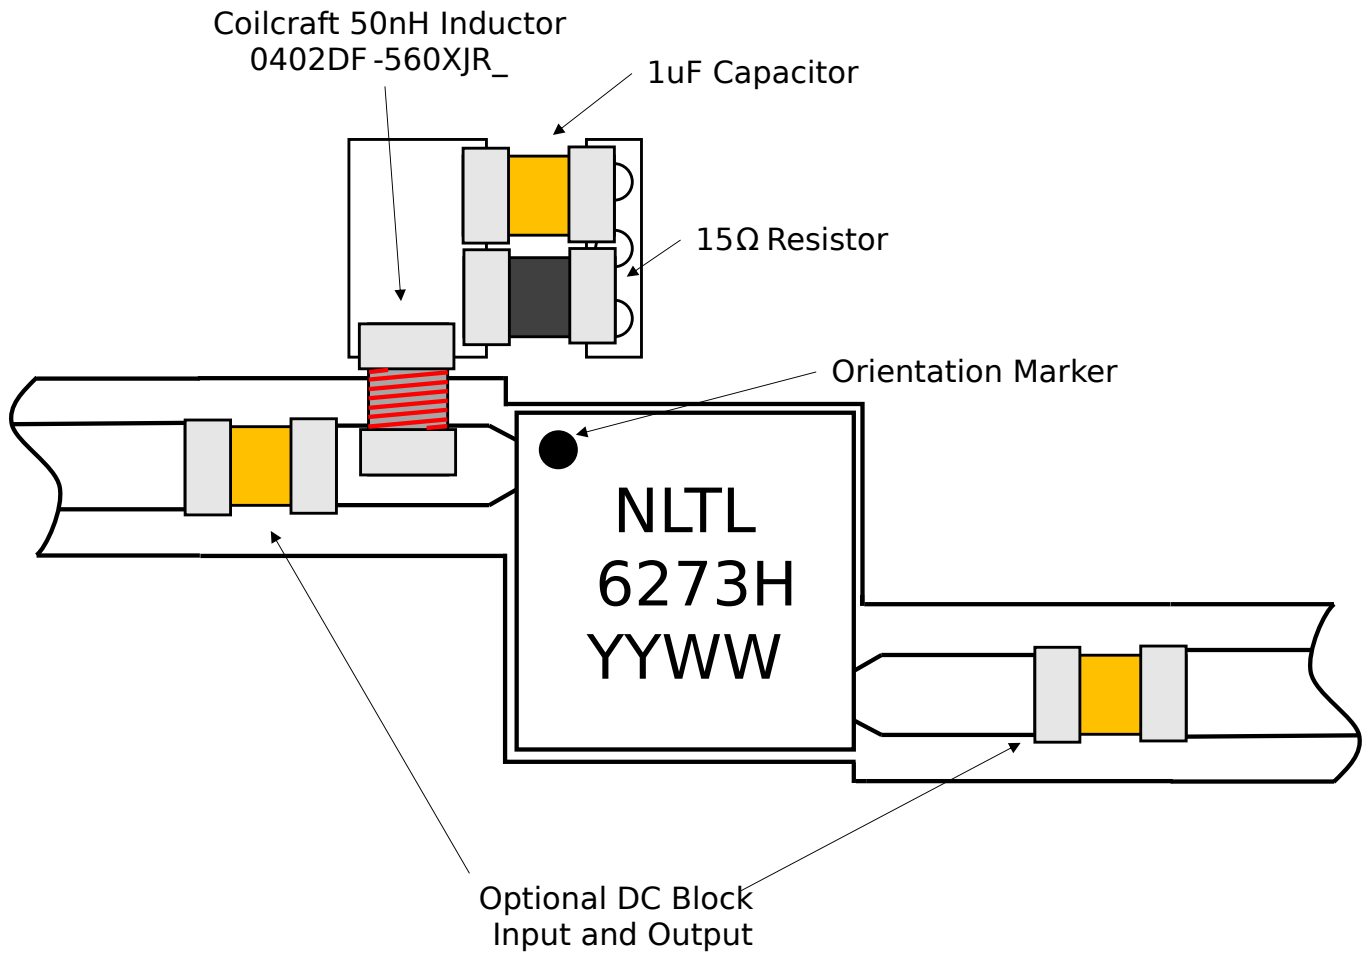 Coilcraft 50nH Inductor
0402DF-560XJR_
1uF Capacitor
15Ω Resistor
Orientation Marker
NLTL
6273H
YYWW
Optional DC Block
Input and Output